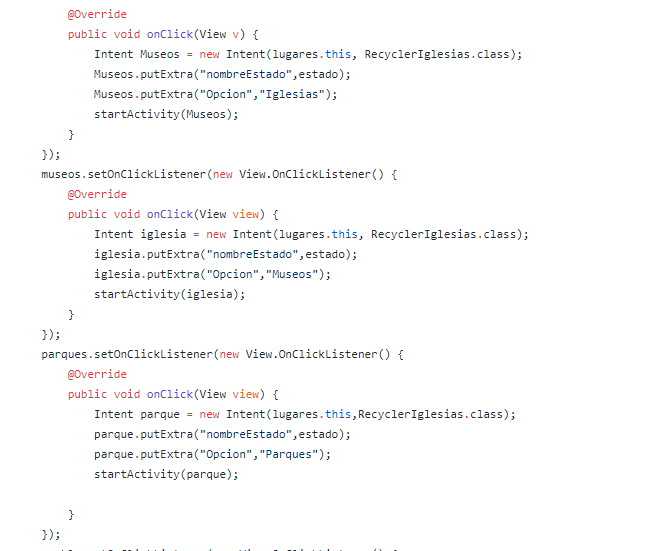 @Override
public void onClick(View v) {
Intent Museos = new Intent(lugares.this, RecyclerIglesias.class);
Museos.putExtra("nombreEstado",estado);
Museos.putExtra("Opcion","Iglesias");
startActivity(Museos);
}
});
museos.setOnClickListener(new View.OnClickListener() {
@Override
public void onClick(View view) {
Intent iglesia = new Intent(lugares.this, RecyclerIglesias.class);
iglesia.putExtra("nombreEstado",estado);
iglesia.putExtra("Opcion","Museos");
startActivity(iglesia);
}
});
parques.setOnClickListener(new View.OnClickListener() {
@Override
public void onClick(View view) {
Intent parque = new Intent(lugares.this,RecyclerIglesias.class);
parque.putExtra("nombreEstado",estado);
parque.putExtra("Opcion","Parques");
startActivity(parque);
}
});